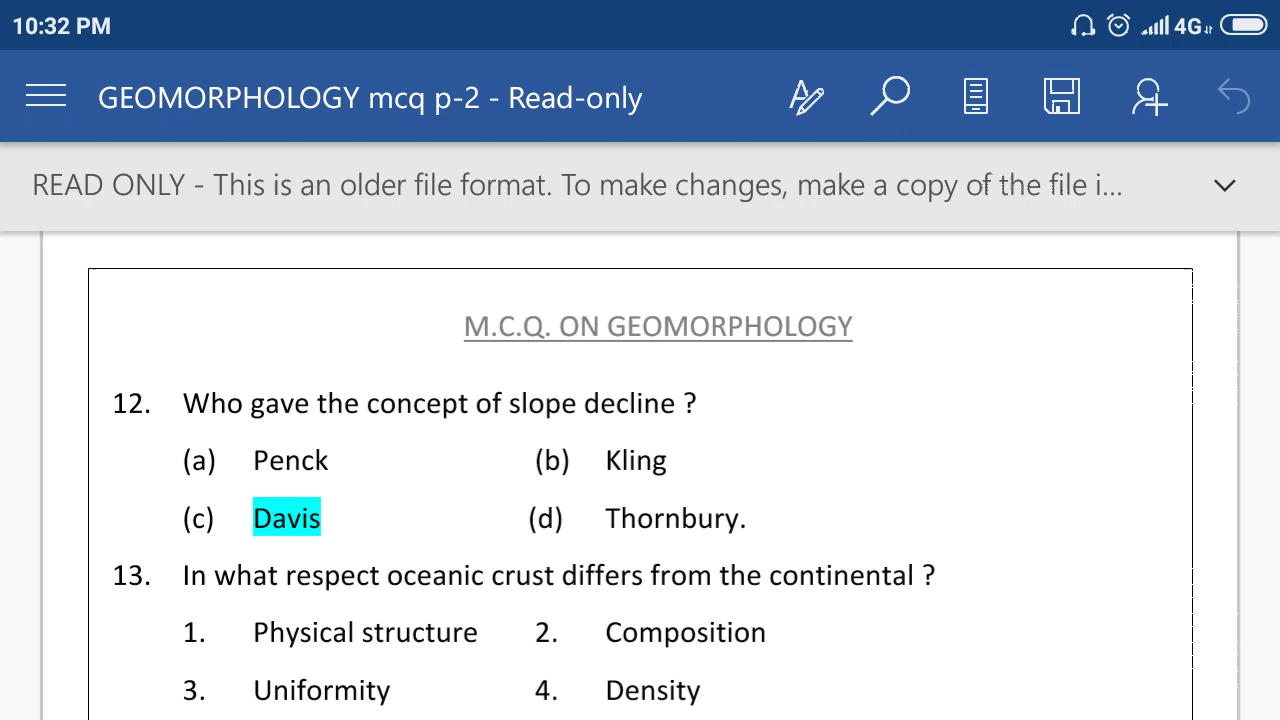 10:32 PM 4G
GEOMORPHOLOGY mcq p-2 - Read-only
READ ONLY - This is an older file format. To make changes, make a copy of the file i...
M.C.Q. ON GEOMORPHOLOGY
12. Who gave the concept of slope decline ?
(a) Penck (b) Kling
(c) Davis (d) Thornbury.
13. In what respect oceanic crust differs from the continental ?
1. Physical structure 2. Composition
3. Uniformity 4. Density